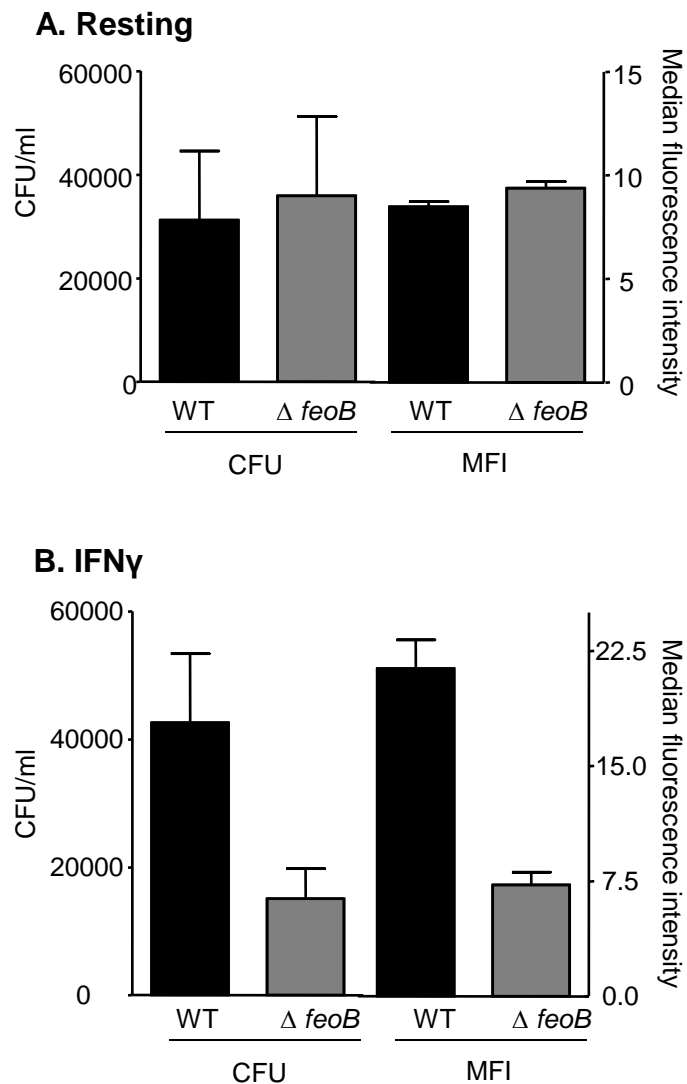 A. Resting
60000
40000
20000
0
CFU/ml
15
10
5
0
Median fluorescence intensity
WT
Δ feoB
WT
Δ feoB
CFU
MFI
B. IFNγ
60000
40000
20000
0
CFU/ml
22.5
15.0
7.5
0.0
Median fluorescence intensity
WT
Δ feoB
WT
Δ feoB
CFU
MFI